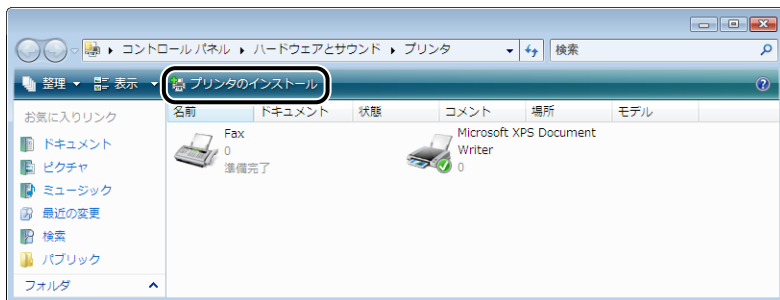 コントロール パネル ▸ ハードウェアとサウンド ▸ プリンタ 検索
整理 表示 プリンタのインストール
お気に入りリンク
ドキュメント
ピクチャ
ミュージック
最近の変更
検索
パブリック
フォルダ
名前 ドキュメント 状態 コメント 場所 モデル
Fax
0
準備完了
Microsoft XPS Document
Writer
0